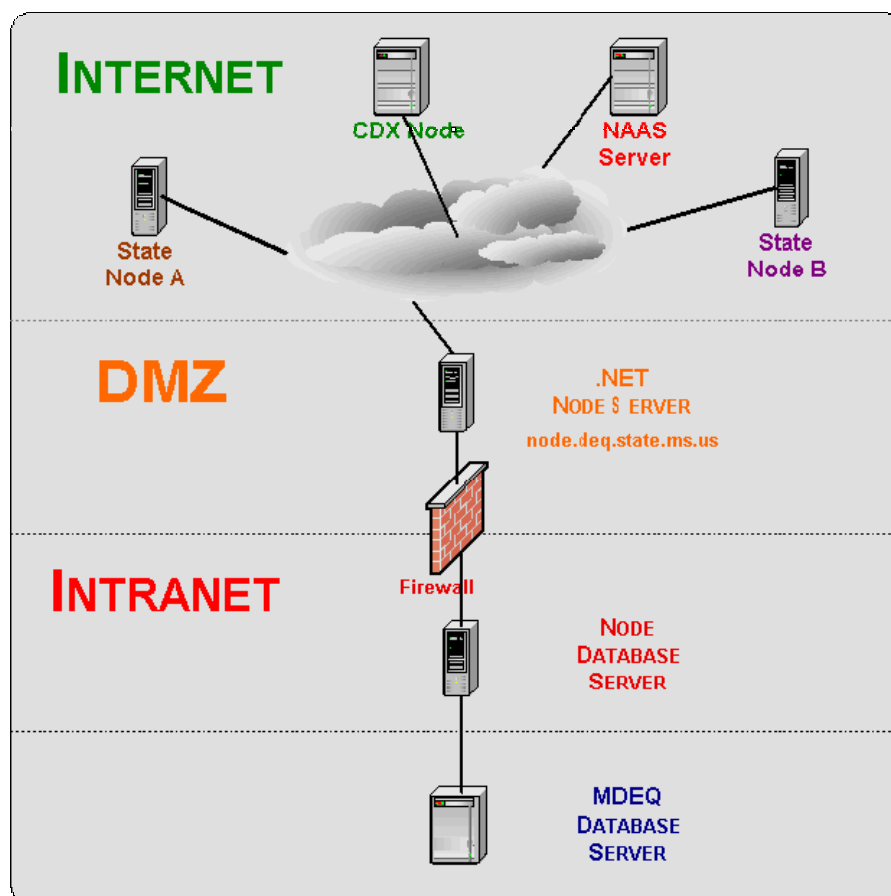 INTERNET
CDX Node
NAAS
Server
State
Node A
State
Node B
DMZ
.NET
NODE SERVER
node.deq.state.ms.us
Firewall
INTRANET
NODE
DATABASE
SERVER
MDEQ
DATABASE
SERVER